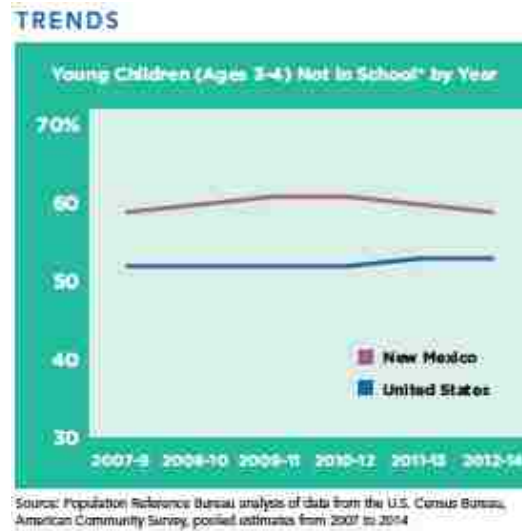 TRENDS
Young Children (Ages 3-4) Not in School* by Year
70%
60
50
40
New Mexico
United States
30
2007-9 2008-10 2009-11 2010-12 2011-13 2012-14
Source: Population Reference Bureau analysis of data from the U.S. Census Bureau,
American Community Survey, pooled estimates from 2007 to 2014